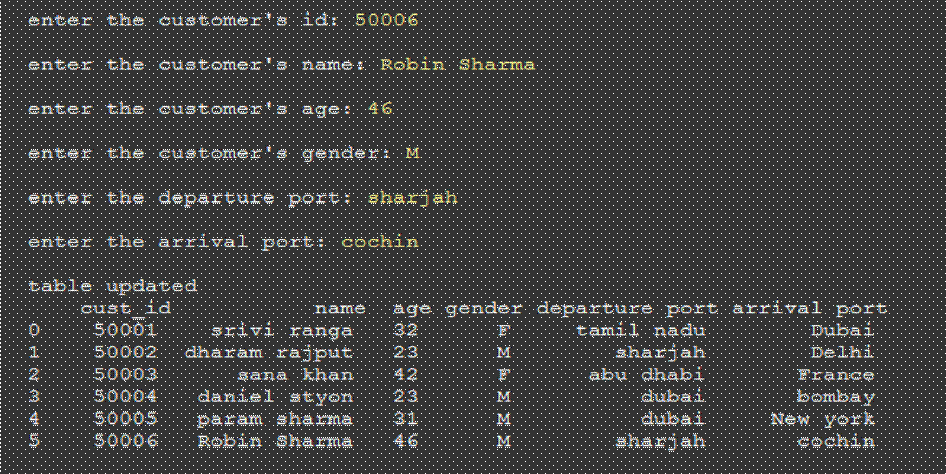 enter the customer's id: 50006
enter the customer's name: Robin Sharma
enter the customer's age: 46
enter the customer's gender: M
enter the departure port: sharjah
enter the arrival port: cochin
table updated
cust_id name age gender departure port arrival port
0 50001 srivi ranga 32 F tamil nadu Dubai
1 50002 dharam rajput 23 M sharjah Delhi
2 50003 sana khan 42 F abu dhabi France
3 50004 daniel styon 23 M dubai bombay
4 50005 param sharma 31 M dubai New york
5 50006 Robin Sharma 46 M sharjah cochin